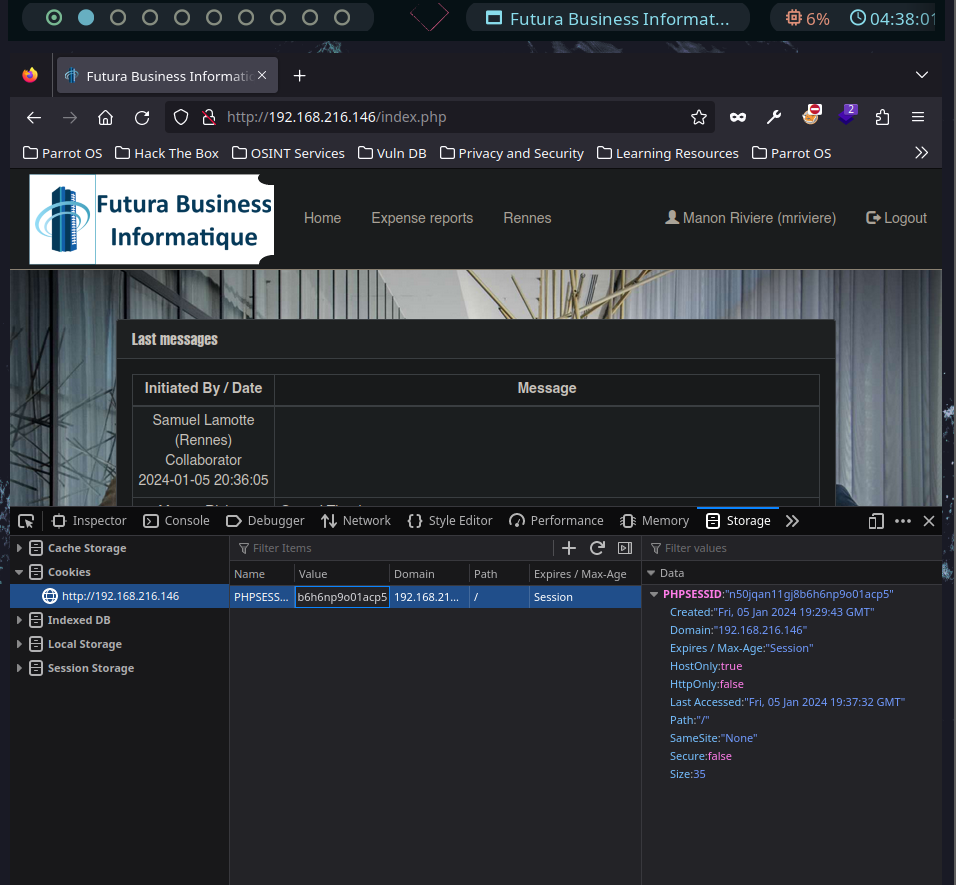 Futura Business Informat...
6%
04:38:01
Futura Business Informatic
http://192.168.216.146/index.php
2
Parrot OS
Hack The Box
OSINT Services
Vuln DB
Privacy and Security
Learning Resources
Parrot OS
Futura Business
Informatique
Home
Expense reports
Rennes
Manon Riviere (mriviere)
Logout
Last messages
Initiated By / Date
Message
Samuel Lamotte
(Rennes)
Collaborator
2024-01-05 20:36:05
Inspector
Console
Debugger
Network
Style Editor
Performance
Memory
Storage
Cache Storage
Cookies
http://192.168.216.146
Indexed DB
Local Storage
Session Storage
Filter Items
Filter values
Name
Value
Domain
Path
Expires / Max-Age
PHPSESS...
b6h6np9o01acp5
192.168.21...
/
Session
Data
PHPSESSID:"n50jqan11gj8b6h6np9o01acp5"
Created:"Fri, 05 Jan 2024 19:29:43 GMT"
Domain:"192.168.216.146"
Expires / Max-Age:"Session"
HostOnly:true
HttpOnly:false
Last Accessed:"Fri, 05 Jan 2024 19:37:32 GMT"
Path:"/"
SameSite:"None"
Secure:false
Size:35